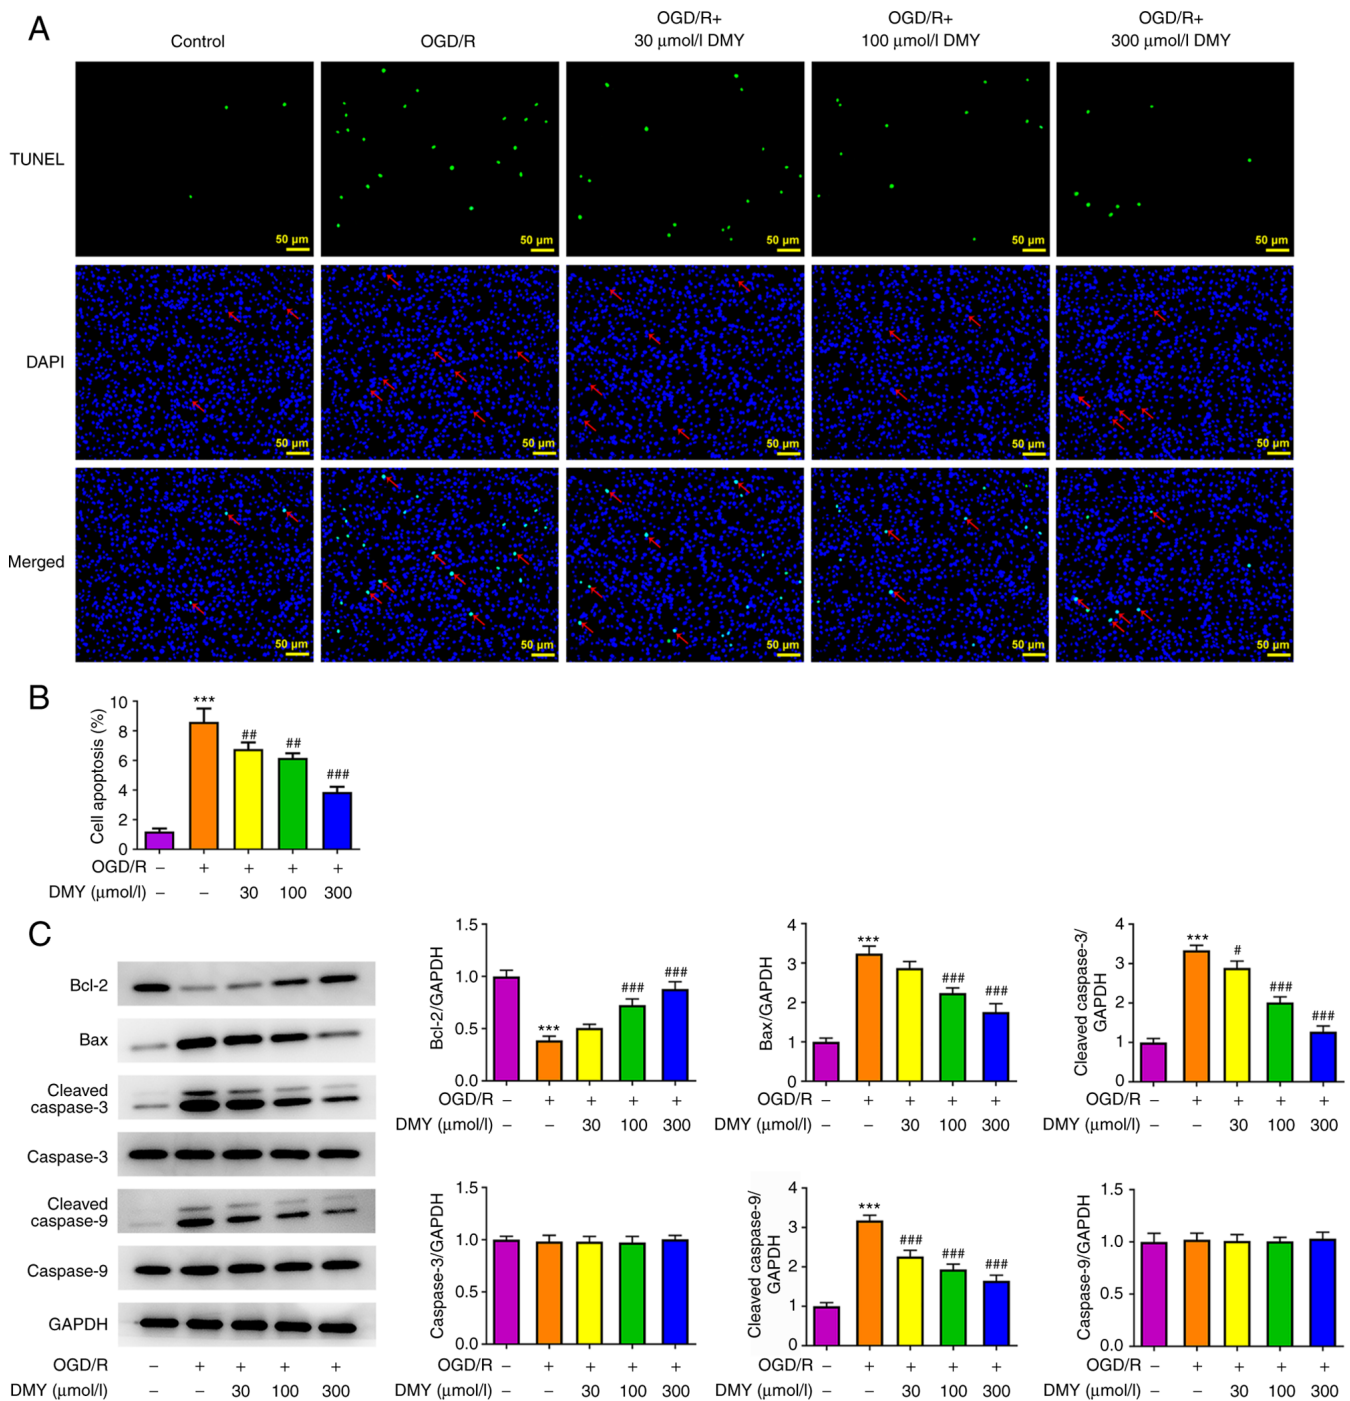 A
Control
OGD/R
OGD/R+
30 μmol/l DMY
OGD/R+
100 μmol/l DMY
OGD/R+
300 μmol/l DMY
TUNEL
50 μm
50 μm
50 μm
50 μm
50 μm
DAPI
50 μm
50 μm
50 μm
50 μm
50 μm
Merged
50 μm
50 μm
50 μm
50 μm
50 μm
B
Cell apoptosis (%)
10
8
6
4
2
0
***
##
##
###
OGD/R – + + + +
DMY (μmol/l) – – 30 100 300
C
Bcl-2
Bax
Cleaved
caspase-3
Caspase-3
Cleaved
caspase-9
Caspase-9
GAPDH
OGD/R – + + + +
DMY (μmol/l) – – 30 100 300
Bcl-2/GAPDH
1.5
1.0
0.5
0.0
***
###
###
OGD/R – + + + +
DMY (μmol/l) – – 30 100 300
Bax/GAPDH
4
3
2
1
0
***
###
###
OGD/R – + + + +
DMY (μmol/l) – – 30 100 300
Cleaved caspase-3/
GAPDH
4
3
2
1
0
***
#
###
###
OGD/R – + + + +
DMY (μmol/l) – – 30 100 300
Caspase-3/GAPDH
1.5
1.0
0.5
0.0
OGD/R – + + + +
DMY (μmol/l) – – 30 100 300
Cleaved caspase-9/
GAPDH
4
3
2
1
0
***
###
###
###
OGD/R – + + + +
DMY (μmol/l) – – 30 100 300
Caspase-9/GAPDH
1.5
1.0
0.5
0.0
OGD/R – + + + +
DMY (μmol/l) – – 30 100 300